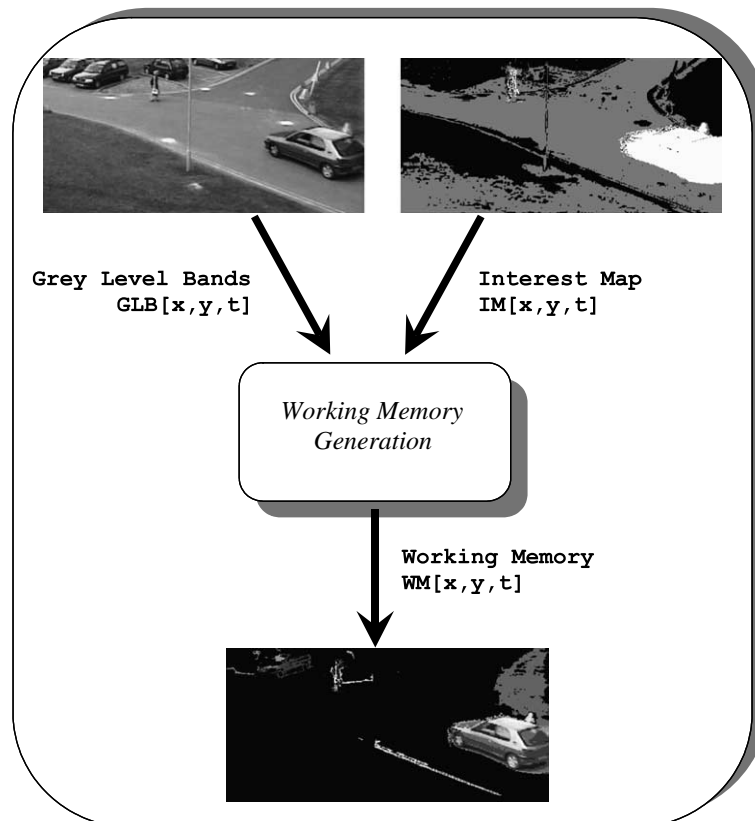 Grey Level Bands
GLB[x,y,t]
Interest Map
IM[x,y,t]
Working Memory
Generation
Working Memory
WM[x,y,t]